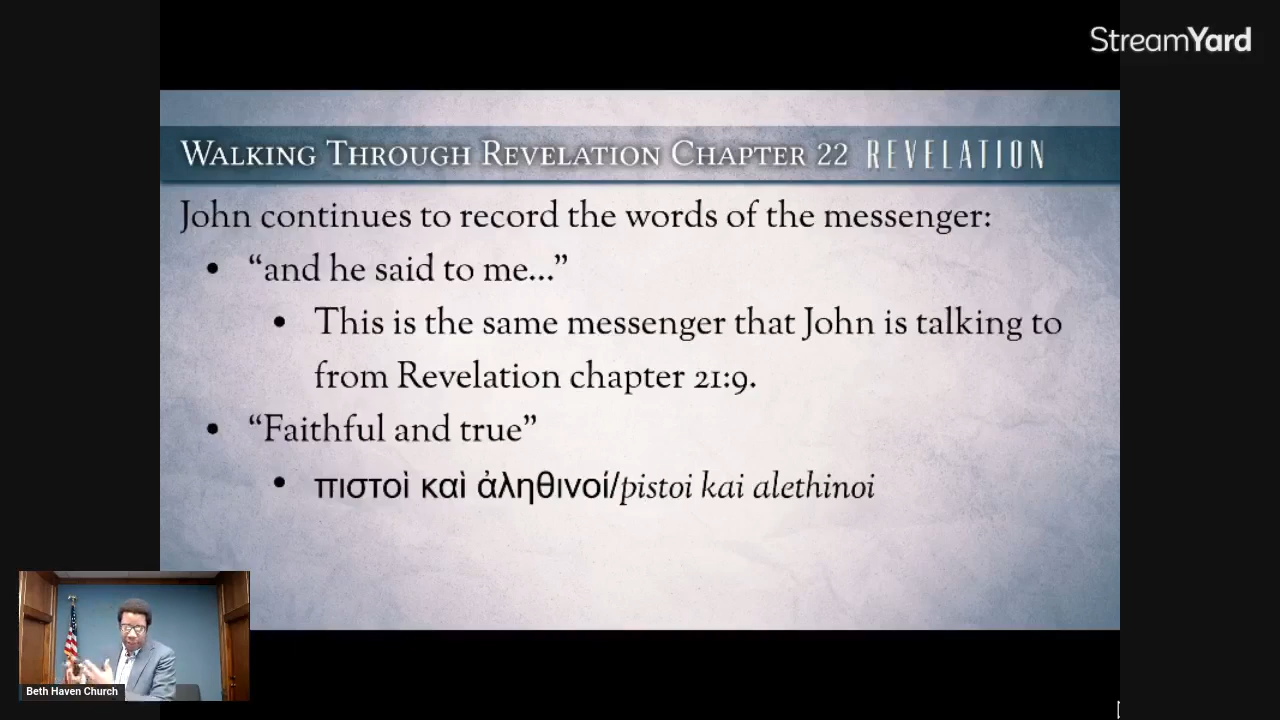 StreamYard
WALKING THROUGH REVELATION CHAPTER 22 REVELATION
John continues to record the words of the messenger:
• “and he said to me...”
• This is the same messenger that John is talking to
from Revelation chapter 21:9.
• “Faithful and true”
• πιστοὶ καὶ ἀληθινοί/pistoi kai alethinoi
Beth Haven Church